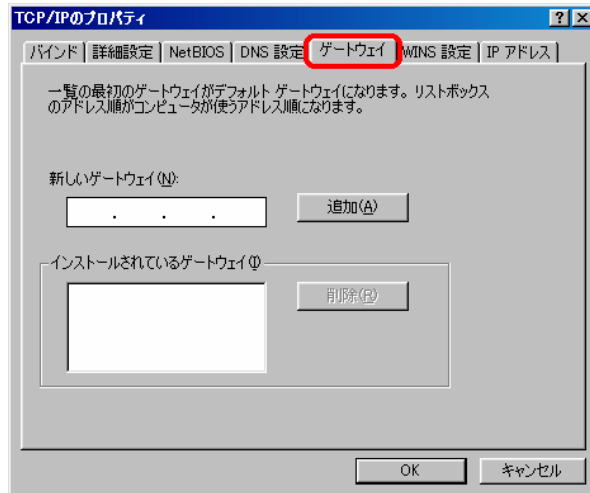 TCP/IPのプロパティ
バインド 詳細設定 NetBIOS DNS 設定 ゲートウェイ WINS 設定 IP アドレス
一覧の最初のゲートウェイがデフォルト ゲートウェイになります。リストボックス
のアドレス順がコンピュータが使うアドレス順になります。
新しいゲートウェイ(N):
. . .
追加(A)
インストールされているゲートウェイ(I)
削除(R)
OK キャンセル